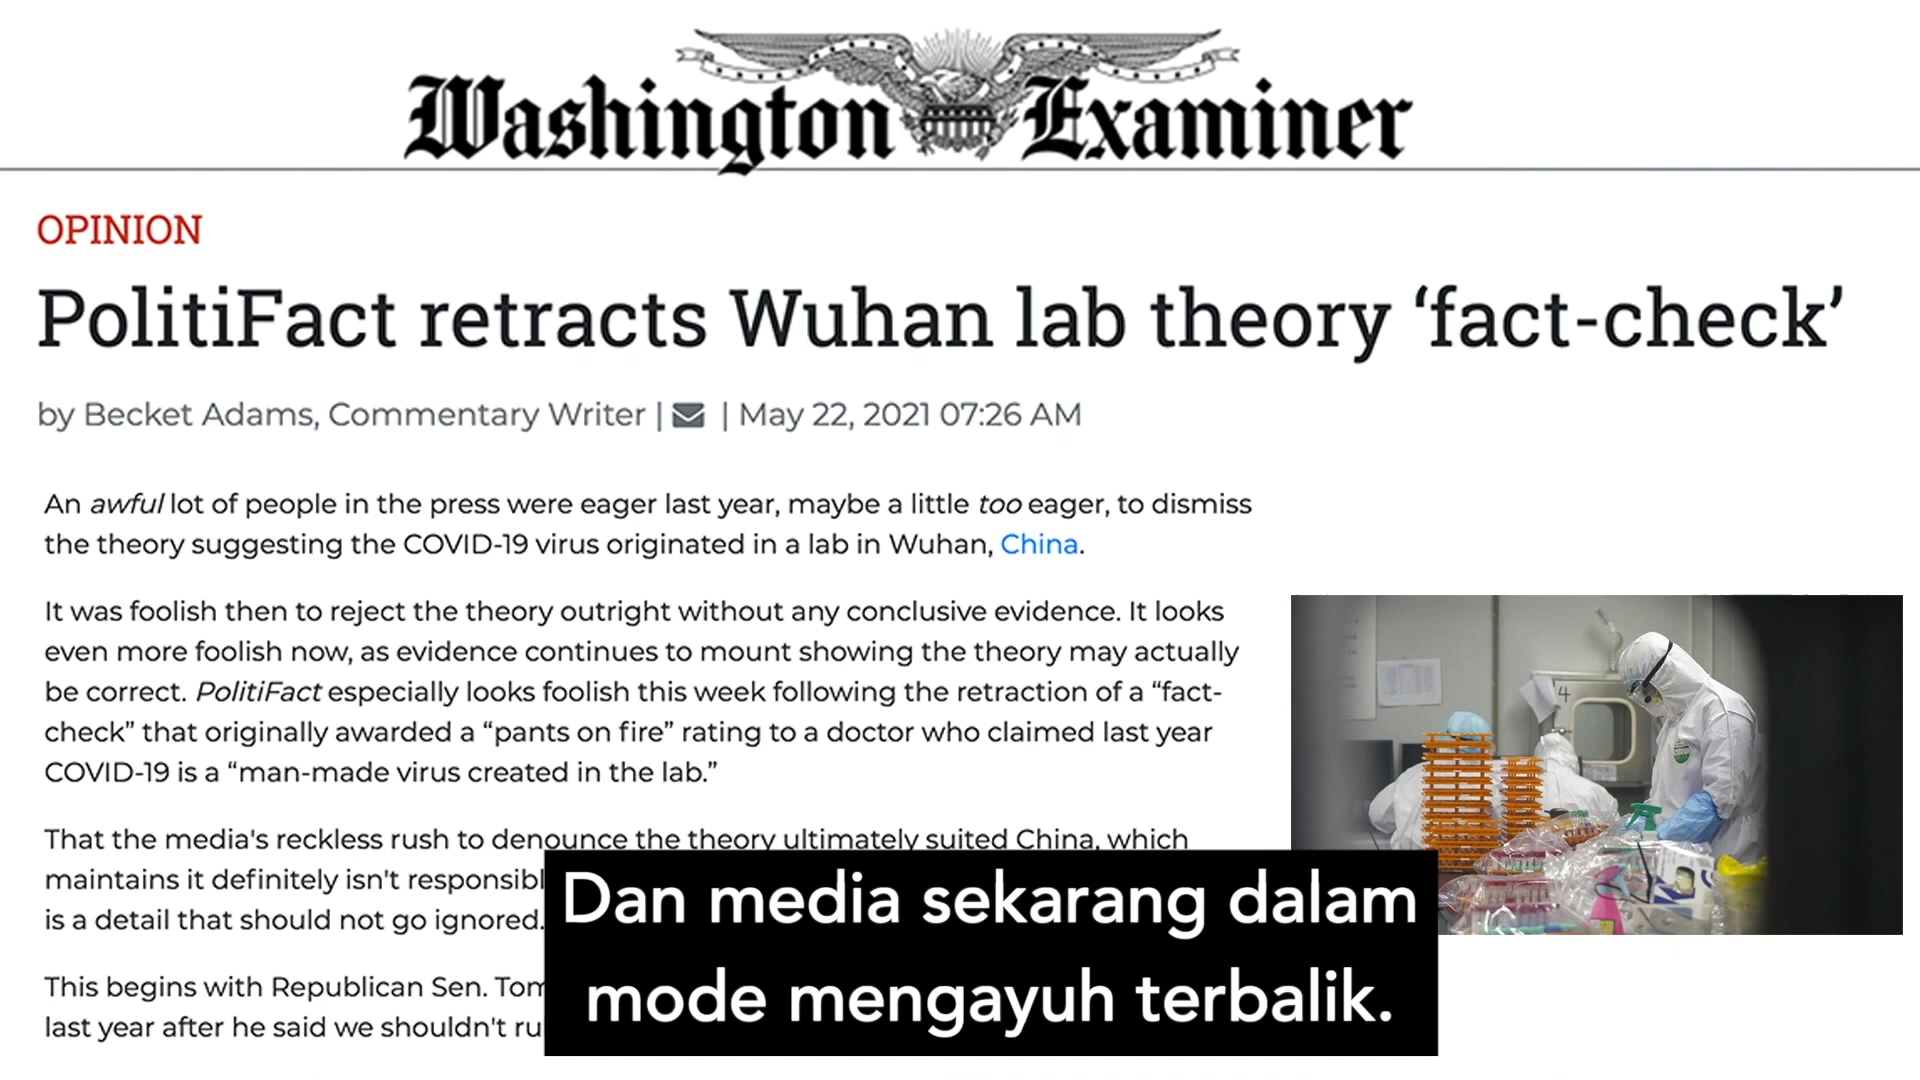 Washington Examiner
OPINION
PolitiFact retracts Wuhan lab theory ‘fact-check’
by Becket Adams, Commentary Writer | | May 22, 2021 07:26 AM
An awful lot of people in the press were eager last year, maybe a little too eager, to dismiss
the theory suggesting the COVID-19 virus originated in a lab in Wuhan, China.
It was foolish then to reject the theory outright without any conclusive evidence. It looks
even more foolish now, as evidence continues to mount showing the theory may actually
be correct. PolitiFact especially looks foolish this week following the retraction of a “fact-
check” that originally awarded a “pants on fire” rating to a doctor who claimed last year
COVID-19 is a “man-made virus created in the lab.”
That the media's reckless rush to denounce the theory ultimately suited China, which
maintains it definitely isn't
is a detail that should not go ignored.
This begins with Republican Sen.
last year after he said we shouldn't
Dan media sekarang dalam
mode mengayuh terbalik.